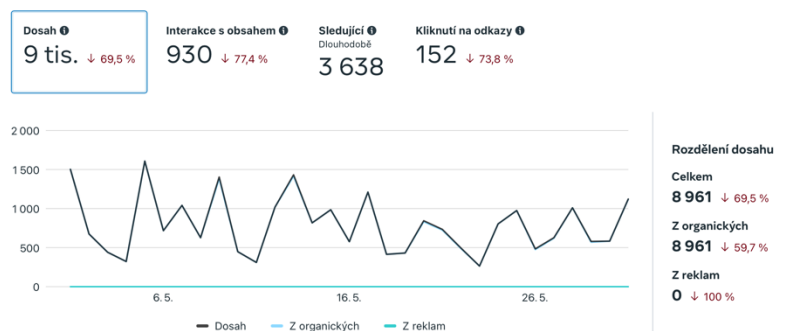 Dosah
9 tis. ↓ 69,5 %
Interakce s obsahem
930 ↓ 77,4 %
Sledující
Dlouhodobě
3 638
Kliknutí na odkazy
152 ↓ 73,8 %
2 000
1 500
1 000
500
0
6. 5.
16. 5.
26. 5.
Dosah
Z organických
Z reklam
Rozdělení dosahu
Celkem
8 961 ↓ 69,5 %
Z organických
8 961 ↓ 59,7 %
Z reklam
0 ↓ 100 %